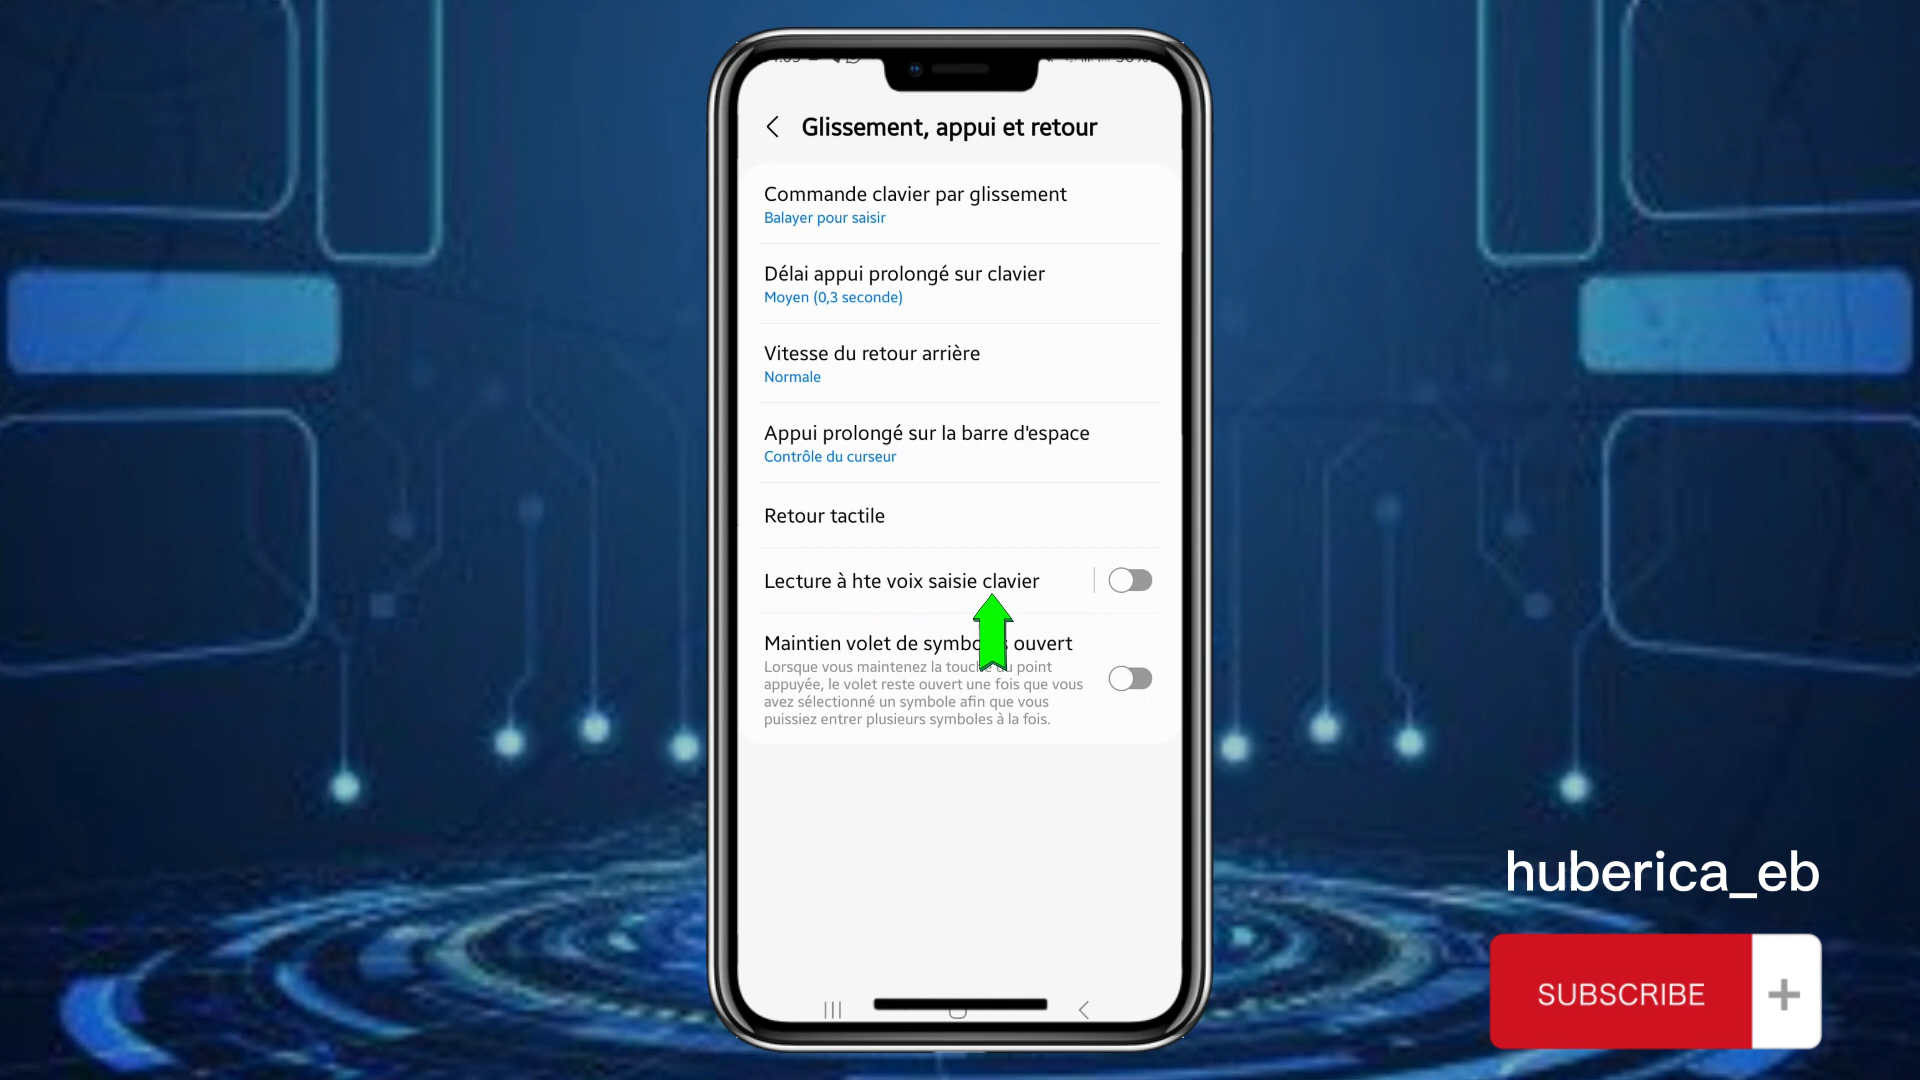 Glissement, appui et retour
Commande clavier par glissement
Balayer pour saisir
Délai appui prolongé sur clavier
Moyen (0,3 seconde)
Vitesse du retour arrière
Normale
Appui prolongé sur la barre d'espace
Contrôle du curseur
Retour tactile
Lecture à hte voix saisie clavier
Maintien volet de ouvert
Lorsque vous maintenez la touche du point
appuyée, le volet reste ouvert une fois que vous
avez sélectionné un symbole afin que vous
puissiez entrer plusieurs symboles à la fois.
huberica_eb
SUBSCRIBE +